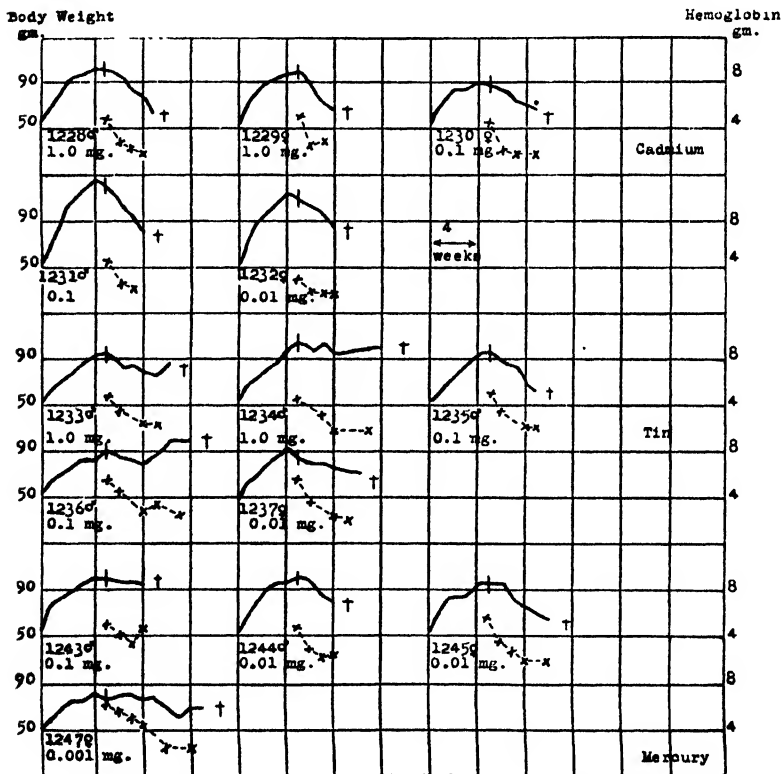 Body Weight Hemoglobin
gm. gm.
90 8
50 4
1228♀ 1229♀ 1230♀
1.0 mg. 1.0 mg. 0.1 mg. Cadmium
† † †
90 8
4
weeks
50 4
1231♂ 1232♀
0.1 0.01 mg.
† †
90 8
50 4
1233♂ 1234♂ 1235♂
1.0 mg. 1.0 mg. 0.1 mg. Tin
† † †
90 8
50 4
1236♂ 1237♀
0.1 mg. 0.01 mg.
† †
90 8
50 4
1243♂ 1244♂ 1245♀
0.1 mg. 0.01 mg. 0.01 mg.
† † †
90 8
50 4
1247♀
0.001 mg. Mercury
†